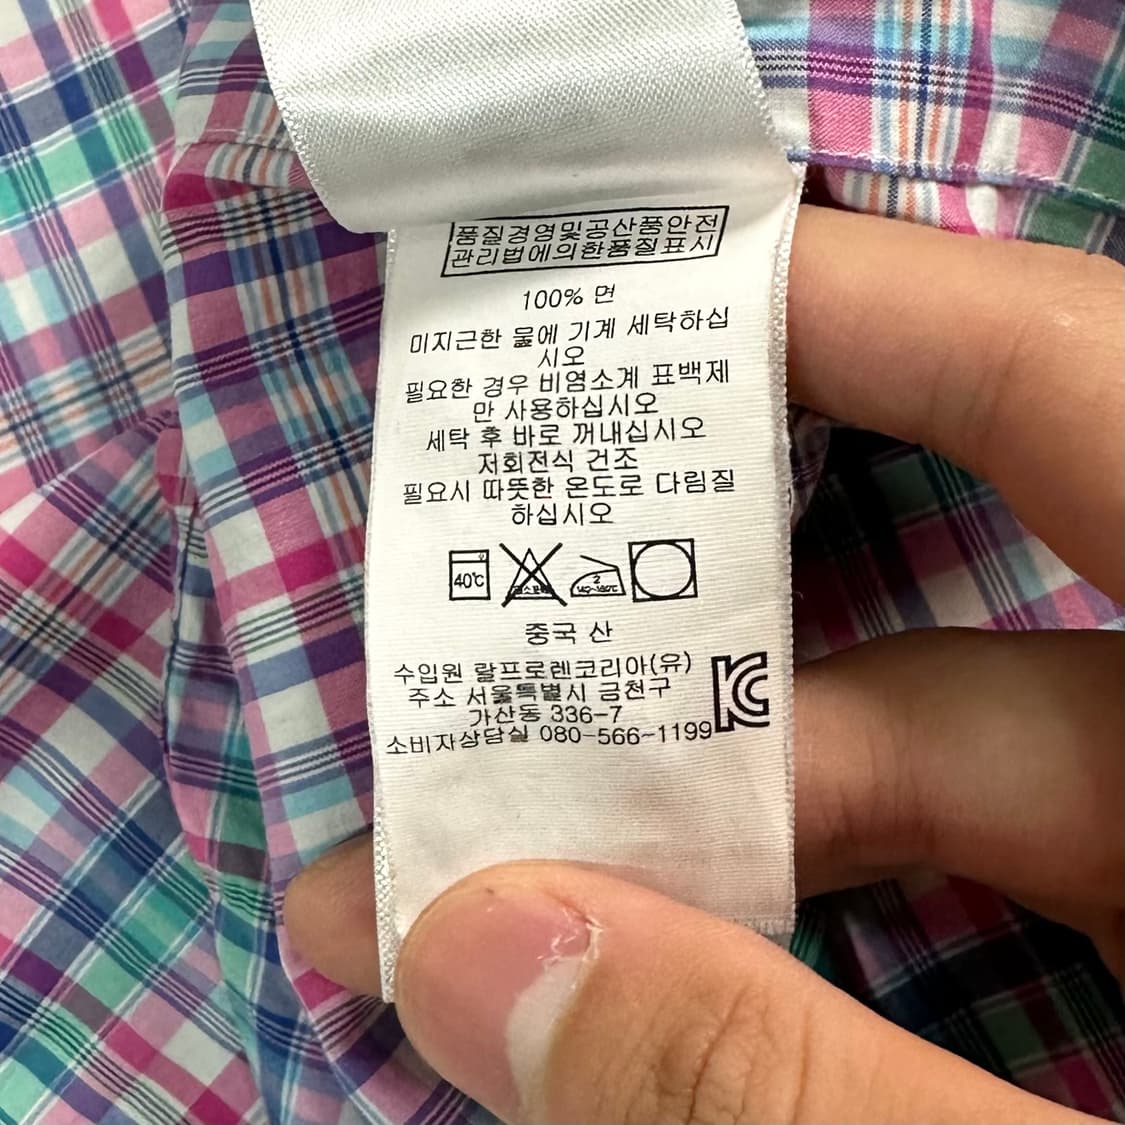 품질경영및공산품안전
관리법에의한품질표시
100% 면
미지근한 물에 기계 세탁하십
시오
필요한 경우 비염소계 표백제
만 사용하십시오
세탁 후 바로 꺼내십시오
저회전식 건조
필요시 따뜻한 온도로 다림질
하십시오
40℃
2
중국 산
수입원 랄프로렌코리아(유)
주소 서울특별시 금천구
가산동 336-7
소비자상담실 080-566-1199